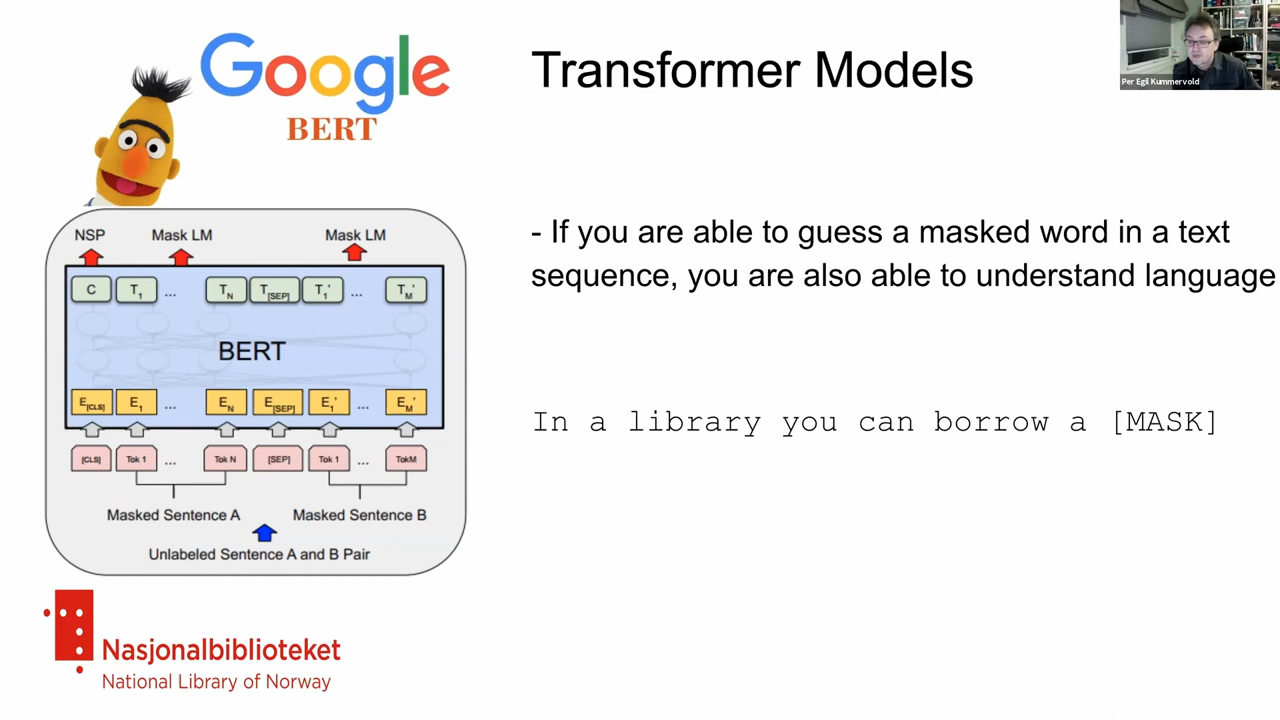 Google
BERT
Transformer Models
Per Egil Kummervold
- If you are able to guess a masked word in a text
sequence, you are also able to understand language
In a library you can borrow a [MASK]
NSP Mask LM Mask LM
C T1 ... TN T[SEP] T1' ... TM'
BERT
E[CLS] E1 ... EN E[SEP] E1' ... EM'
[CLS] Tok 1 ... Tok N [SEP] Tok 1 ... TokM
Masked Sentence A Masked Sentence B
Unlabeled Sentence A and B Pair
Nasjonalbiblioteket
National Library of Norway